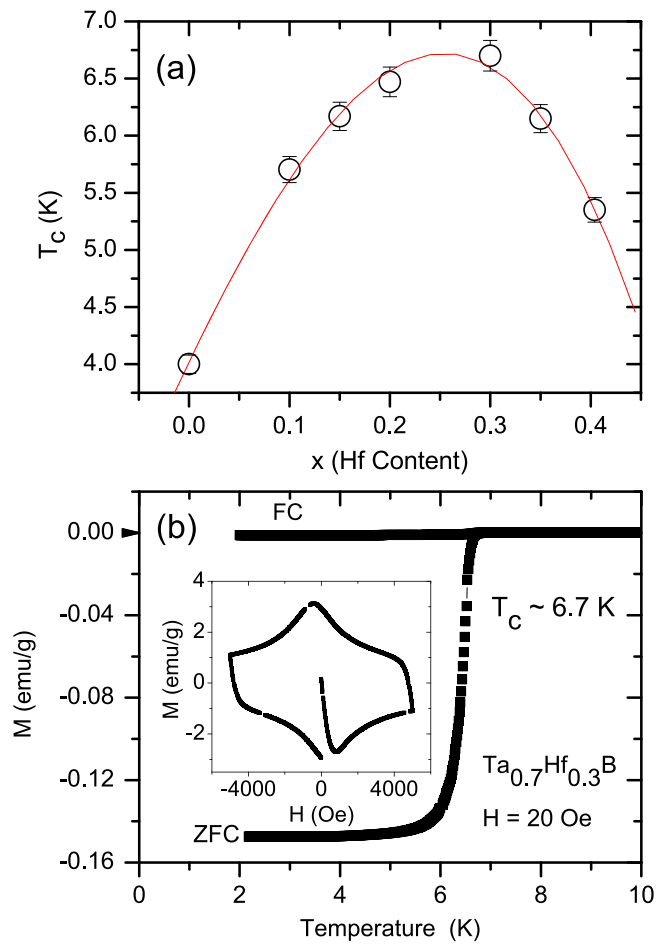 7.0
(a)
6.5
6.0
5.5
5.0
4.5
4.0
T_c (K)
0.0 0.1 0.2 0.3 0.4
x (Hf Content)
(b)
FC
0.00
-0.04
-0.08
-0.12
-0.16
M (emu/g)
T_c ~ 6.7 K
4
2
0
-2
M (emu/g)
-4000 0 4000
H (Oe)
Ta_0.7Hf_0.3B
H = 20 Oe
ZFC
0 2 4 6 8 10
Temperature (K)